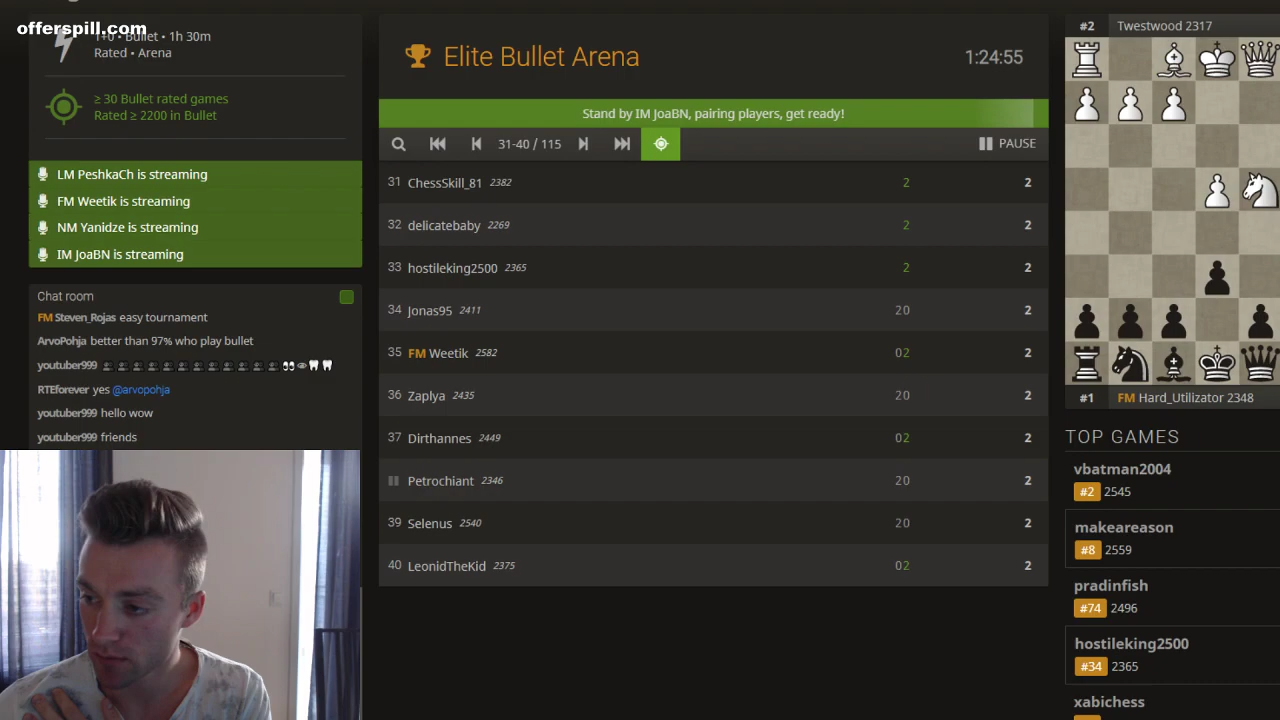 offerspill.com
1+0 • Bullet • 1h 30m
Rated • Arena
≥ 30 Bullet rated games
Rated ≥ 2200 in Bullet
LM PeshkaCh is streaming
FM Weetik is streaming
NM Yanidze is streaming
IM JoaBN is streaming
Chat room
FM Steven_Rojas easy tournament
ArvoPohja better than 97% who play bullet
youtuber999
RTEforever yes @arvopohja
youtuber999 hello wow
youtuber999 friends
Elite Bullet Arena
1:24:55
Stand by IM JoaBN, pairing players, get ready!
31-40 / 115
PAUSE
31 ChessSkill_81 2382 2 2
32 delicatebaby 2269 2 2
33 hostileking2500 2365 2 2
34 Jonas95 2411 20 2
35 FM Weetik 2582 02 2
36 Zaplya 2435 20 2
37 Dirthannes 2449 02 2
Petrochiant 2346 20 2
39 Selenus 2540 20 2
40 LeonidTheKid 2375 02 2
#2 Twestwood 2317
#1 FM Hard_Utilizator 2348
TOP GAMES
vbatman2004
#2 2545
makeareason
#8 2559
pradinfish
#74 2496
hostileking2500
#34 2365
xabichess